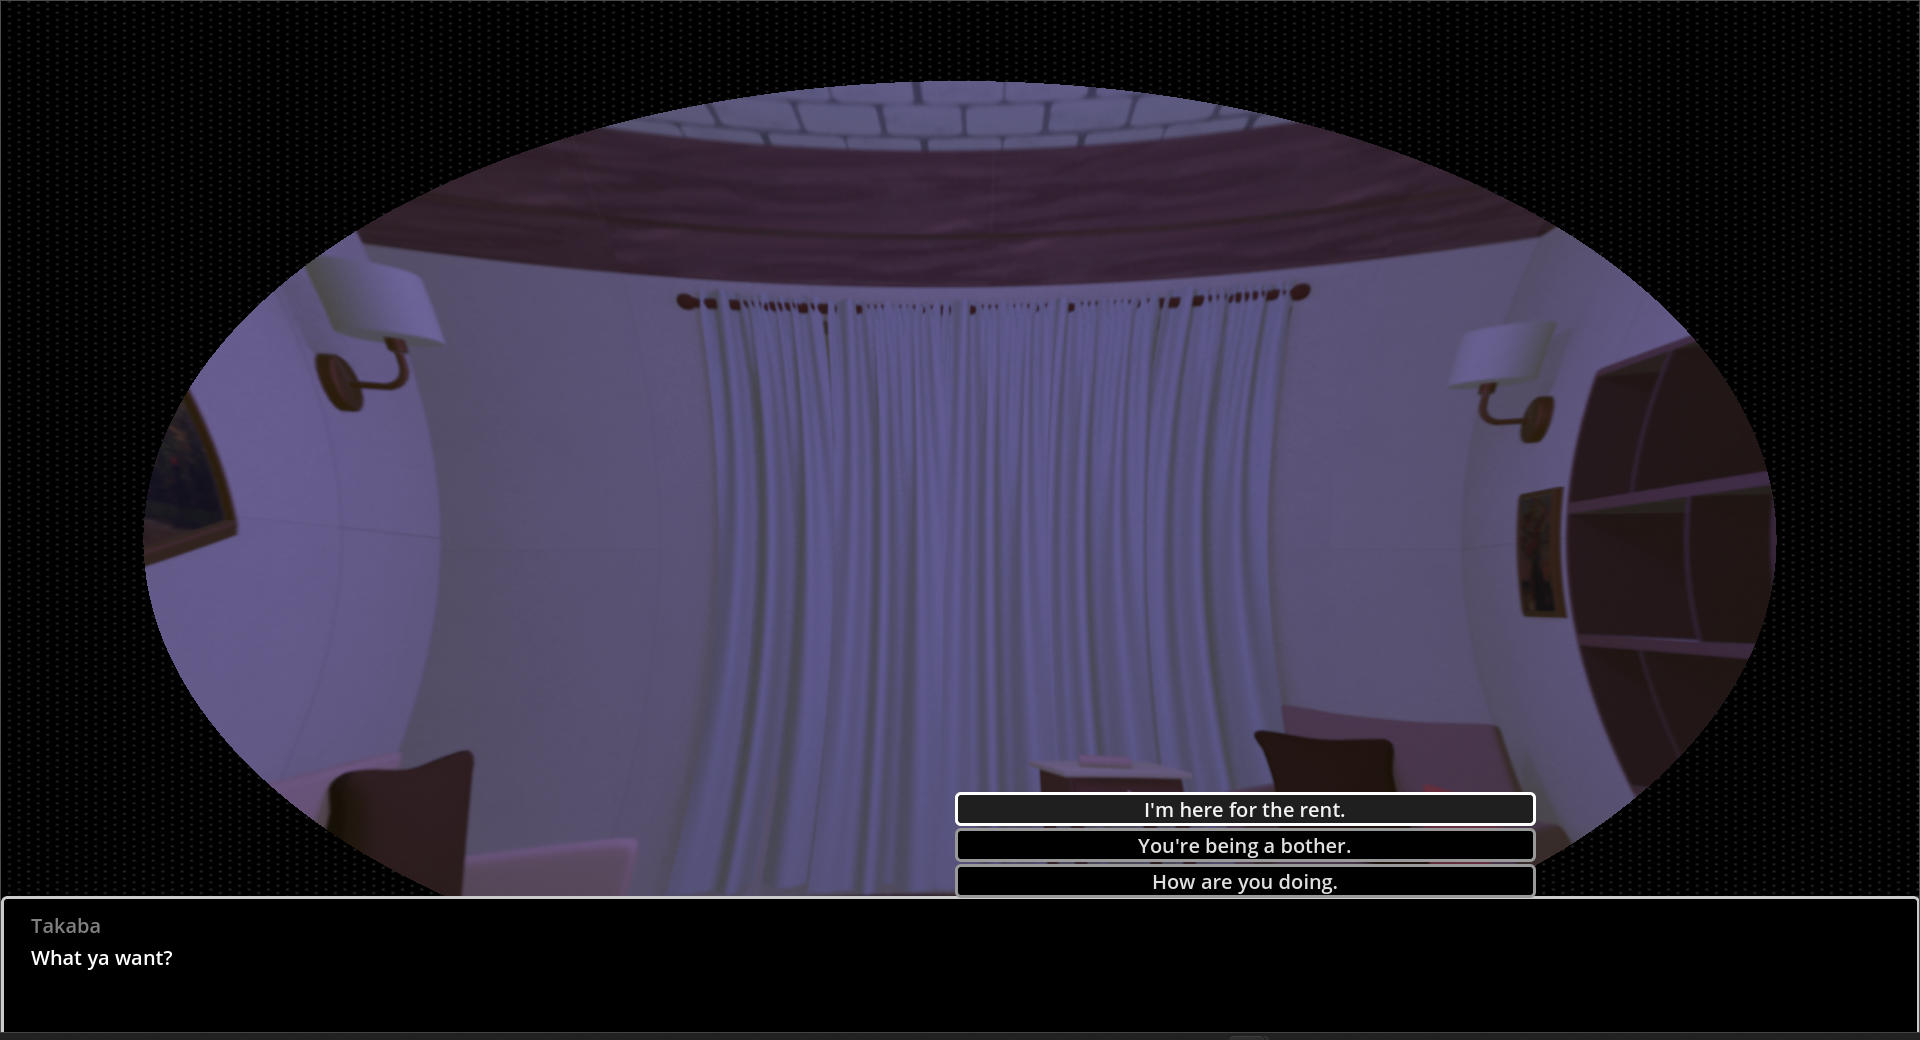 I'm here for the rent.
You're being a bother.
How are you doing.
Takaba
What ya want?